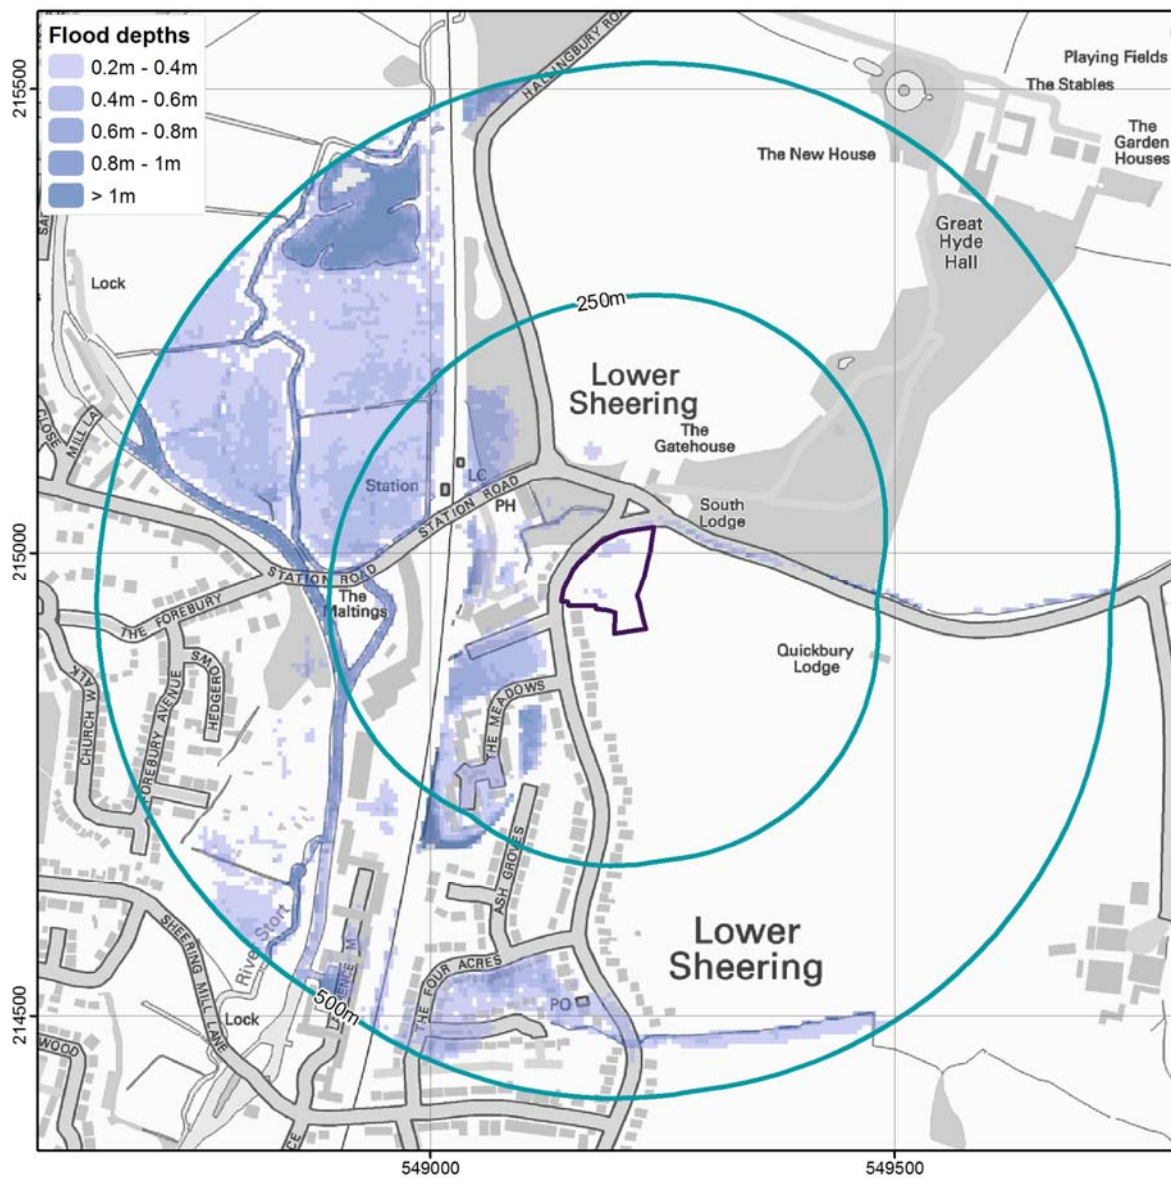 Flood depths
0.2m - 0.4m
0.4m - 0.6m
0.6m - 0.8m
0.8m - 1m
> 1m
215500
215000
214500
549000
549500
HALLINGBURY ROA
Playing Fields
The Stables
The
Garden
Houses
The New House
Great
Hyde
Hall
Lock
250m
Lower
Sheering
The
Gatehouse
CLOSE
MILL LA
Station
LC
STATION ROAD
PH
South
Lodge
STATION ROAD
The
Maltings
THE FOREBURY
Quickbury
Lodge
CHURCH WALK
FOREBURY AVENUE
HEDGEROWS
THE MEADOWS
ASH GROVES
Lower
Sheering
SHEERING MILL LANE
River Stort
THE FOUR ACRES
PO
500m
Lock
WOOD